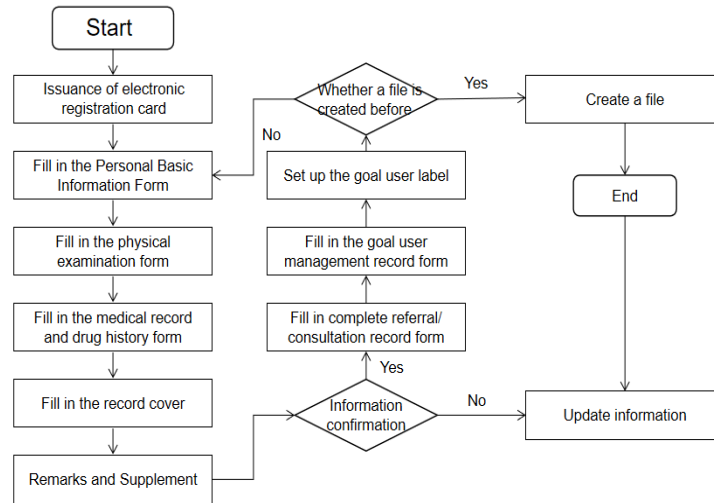 Start
Issuance of electronic
registration card
Fill in the Personal Basic
Information Form
Fill in the physical
examination form
Fill in the medical record
and drug history form
Fill in the record cover
Remarks and Supplement
Whether a file is
created before
Yes
No
Set up the goal user label
Fill in the goal user
management record form
Fill in complete referral/
consultation record form
Yes
Information
confirmation
No
Create a file
End
Update information